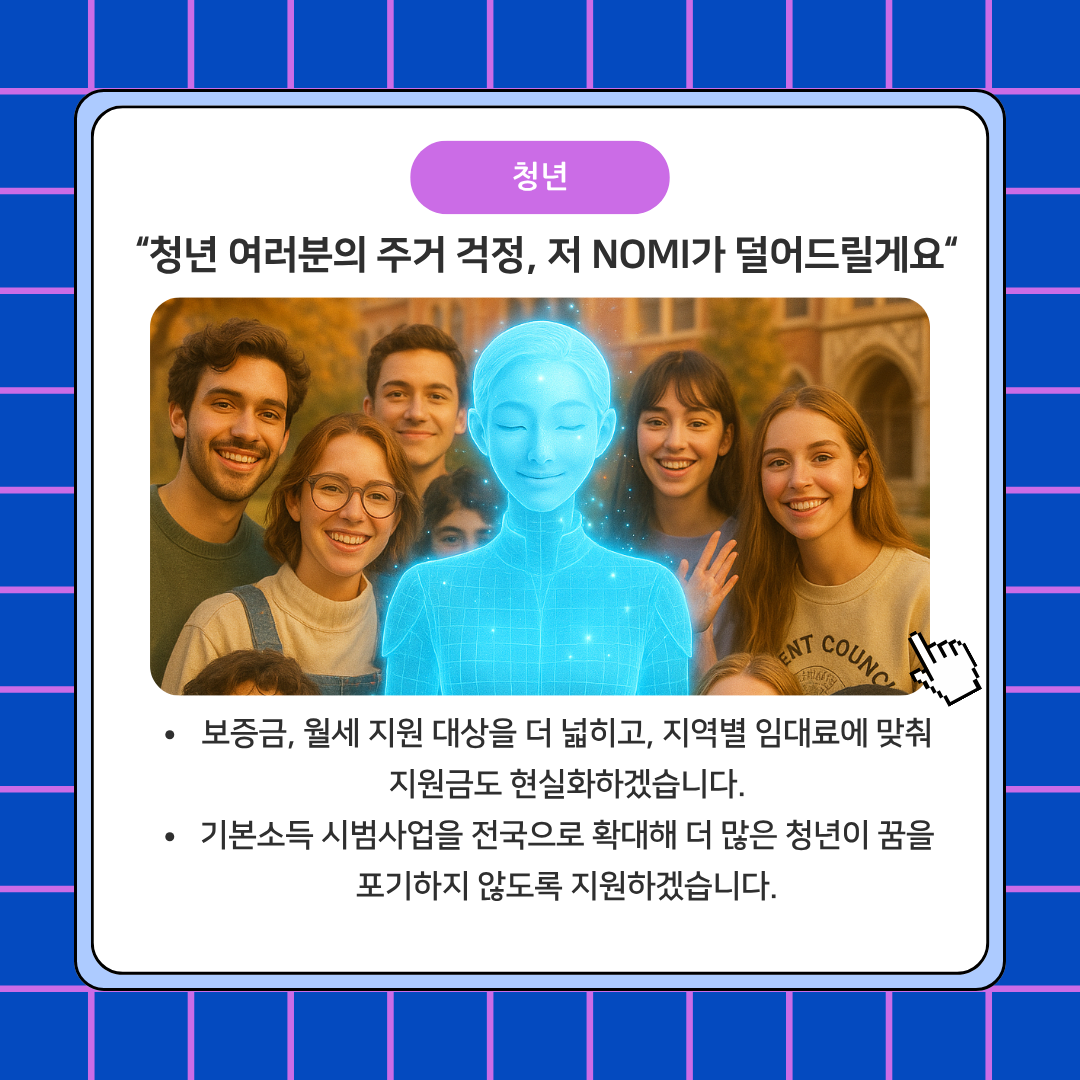 청년
“청년 여러분의 주거 걱정, 저 NOMI가 덜어드릴게요“
ENT COUNC
• 보증금, 월세 지원 대상을 더 넓히고, 지역별 임대료에 맞춰
지원금도 현실화하겠습니다.
• 기본소득 시범사업을 전국으로 확대해 더 많은 청년이 꿈을
포기하지 않도록 지원하겠습니다.